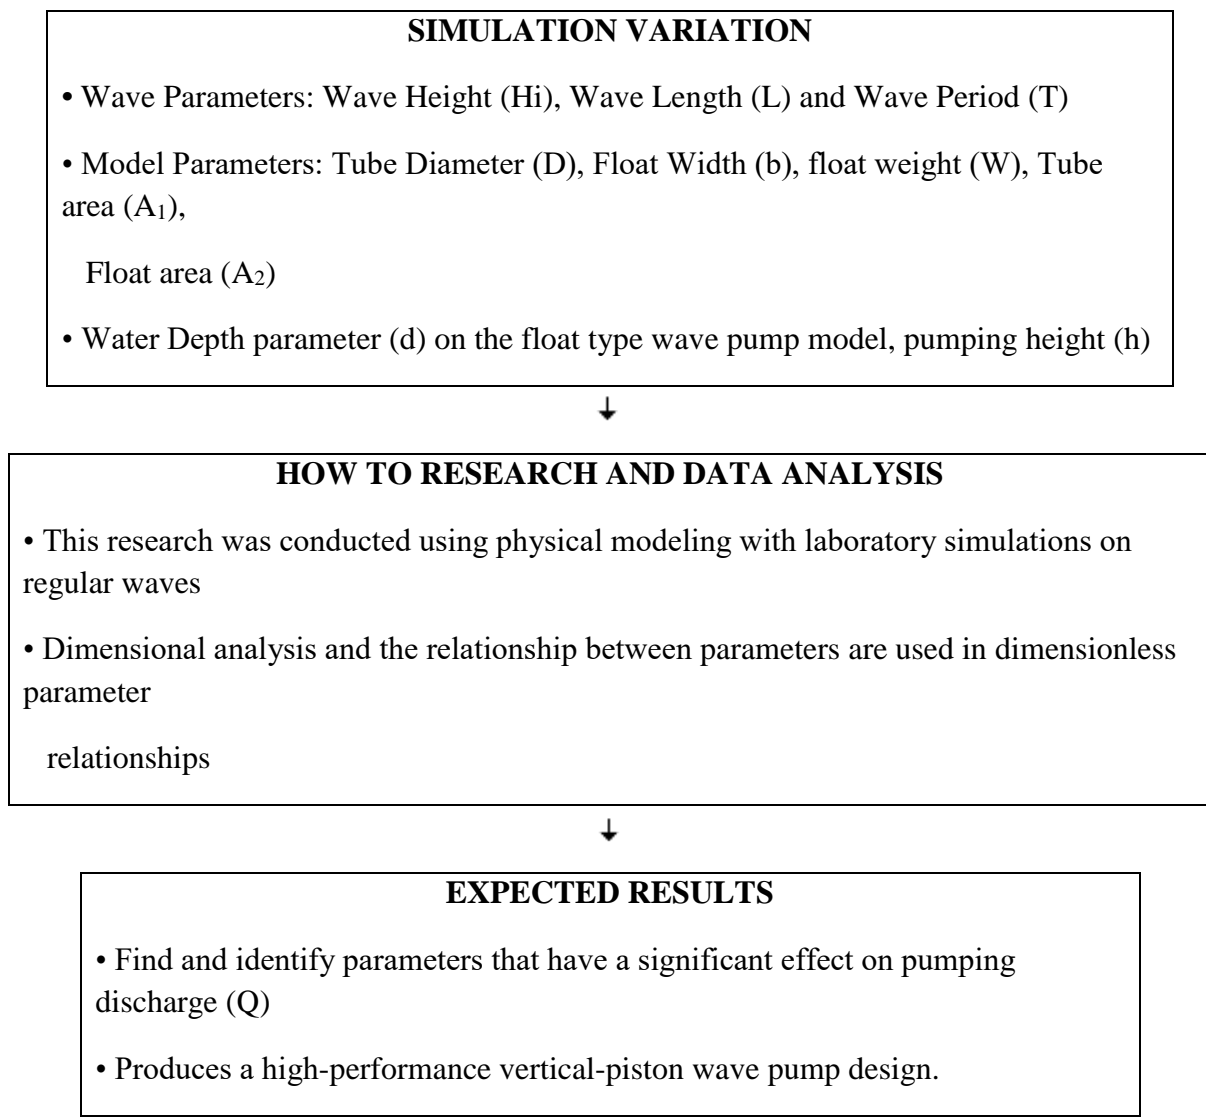 SIMULATION VARIATION
• Wave Parameters: Wave Height (Hi), Wave Length (L) and Wave Period (T)
• Model Parameters: Tube Diameter (D), Float Width (b), float weight (W), Tube
area (A₁),
Float area (A₂)
• Water Depth parameter (d) on the float type wave pump model, pumping height (h)
↓
HOW TO RESEARCH AND DATA ANALYSIS
• This research was conducted using physical modeling with laboratory simulations on
regular waves
• Dimensional analysis and the relationship between parameters are used in dimensionless
parameter
relationships
↓
EXPECTED RESULTS
• Find and identify parameters that have a significant effect on pumping
discharge (Q)
• Produces a high-performance vertical-piston wave pump design.